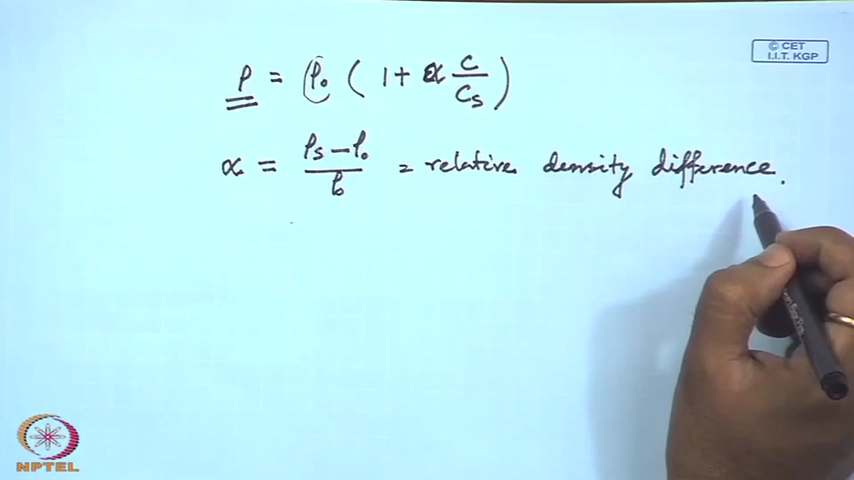 © CET
I.I.T. KGP
ρ = ρ₀ ( 1 + α C / Cs )
α = ρs − ρ₀ / ρ₀ = relative density difference.
NPTEL